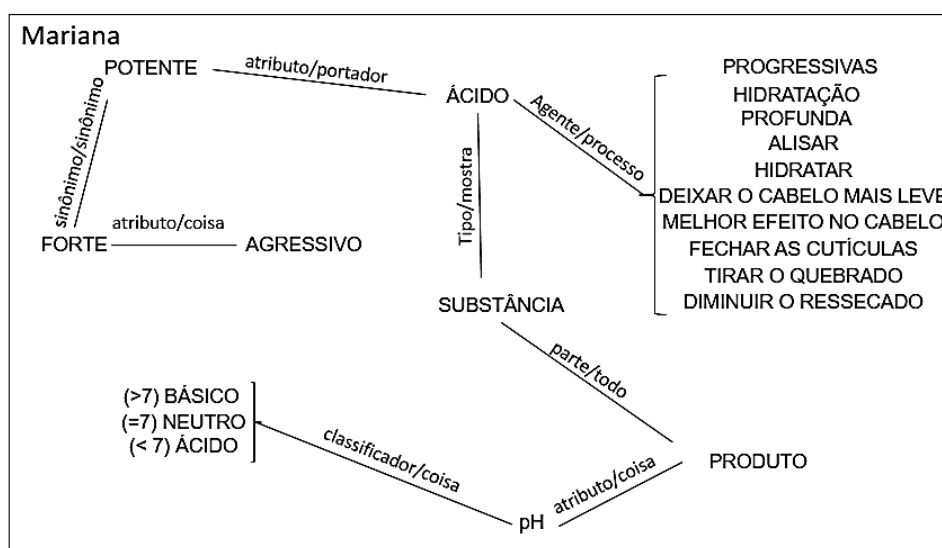 Mariana
POTENTE
atributo/portador
ÁCIDO
Agente/processo
PROGRESSIVAS
HIDRATAÇÃO
PROFUNDA
ALISAR
HIDRATAR
DEIXAR O CABELO MAIS LEVE
MELHOR EFEITO NO CABELO
FECHAR AS CUTÍCULAS
TIRAR O QUEBRADO
DIMINUIR O RESSECADO
sinônimo/sinônimo
FORTE
atributo/coisa
AGRESSIVO
Tipo/mostra
SUBSTÂNCIA
parte/todo
PRODUTO
(>7) BÁSICO
(=7) NEUTRO
(< 7) ÁCIDO
classificador/coisa
pH
atributo/coisa